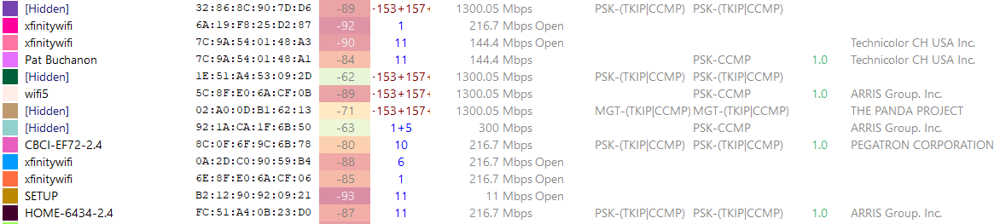 [Hidden] 32:86:8C:90:7D:D6 -89 -153+157+ 1300.05 Mbps PSK-(TKIP|CCMP) PSK-(TKIP|CCMP)
xfinitywifi 6A:19:F8:25:D2:87 -92 1 216.7 Mbps Open
xfinitywifi 7C:9A:54:01:48:A3 -90 11 144.4 Mbps Open Technicolor CH USA Inc.
Pat Buchanon 7C:9A:54:01:48:A1 -84 11 144.4 Mbps PSK-CCMP 1.0 Technicolor CH USA Inc.
[Hidden] 1E:51:A4:53:09:2D -62 -153+157+ 1300.05 Mbps PSK-(TKIP|CCMP) PSK-(TKIP|CCMP)
wifi5 5C:8F:E0:6A:CF:0B -89 -153+157+ 1300.05 Mbps PSK-CCMP 1.0 ARRIS Group. Inc.
[Hidden] 02:A0:0D:B1:62:13 -71 -153+157+ 1300.05 Mbps MGT-(TKIP|CCMP) MGT-(TKIP|CCMP) THE PANDA PROJECT
[Hidden] 92:1A:CA:1F:6B:50 -63 1+5 300 Mbps PSK-CCMP ARRIS Group. Inc.
CBCI-EF72-2.4 8C:0F:6F:9C:6B:78 -80 10 216.7 Mbps PSK-(TKIP|CCMP) PSK-(TKIP|CCMP) 1.0 PEGATRON CORPORATION
xfinitywifi 0A:2D:C0:90:59:B4 -88 6 216.7 Mbps Open
xfinitywifi 6E:8F:E0:6A:CF:06 -85 1 216.7 Mbps Open
SETUP B2:12:90:92:09:21 -93 11 11 Mbps Open
HOME-6434-2.4 FC:51:A4:0B:23:D0 -87 11 216.7 Mbps PSK-(TKIP|CCMP) PSK-(TKIP|CCMP) 1.0 ARRIS Group. Inc.